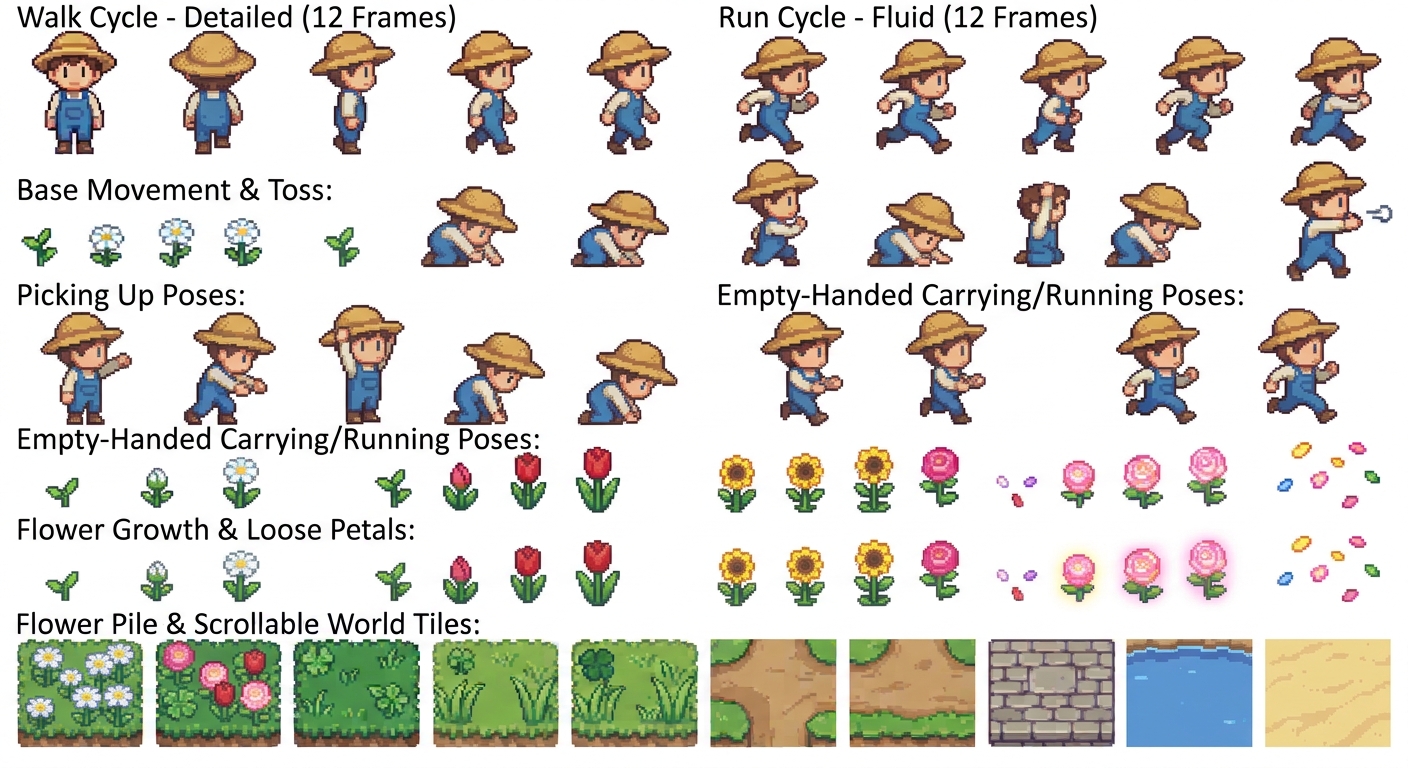 Walk Cycle - Detailed (12 Frames)
Run Cycle - Fluid (12 Frames)
Base Movement & Toss:
Picking Up Poses:
Empty-Handed Carrying/Running Poses:
Empty-Handed Carrying/Running Poses:
Flower Growth & Loose Petals:
Flower Pile & Scrollable World Tiles: